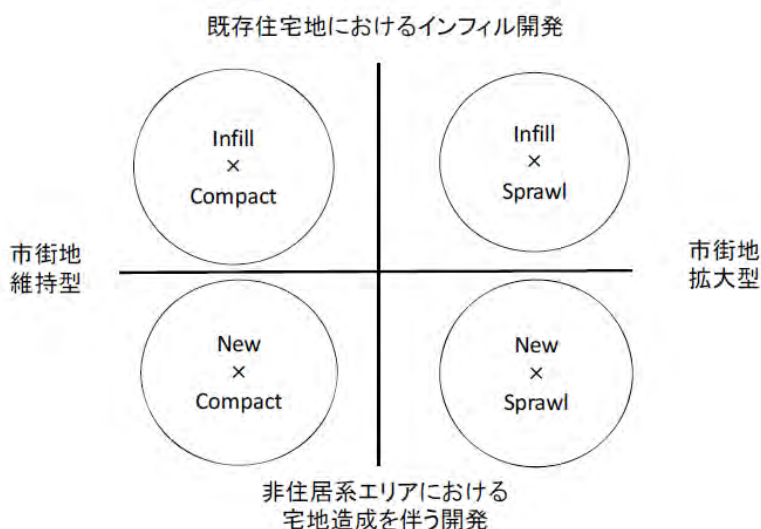 既存住宅地におけるインフィル開発
Infill
×
Compact
Infill
×
Sprawl
市街地
維持型
市街地
拡大型
New
×
Compact
New
×
Sprawl
非住居系エリアにおける
宅地造成を伴う開発